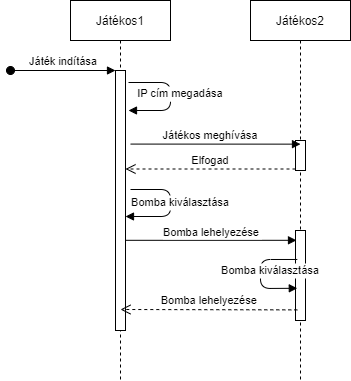 Játékos1
Játékos2
Játék indítása
IP cím megadása
Játékos meghívása
Elfogad
Bomba kiválasztása
Bomba lehelyezése
Bomba kiválasztása
Bomba lehelyezése